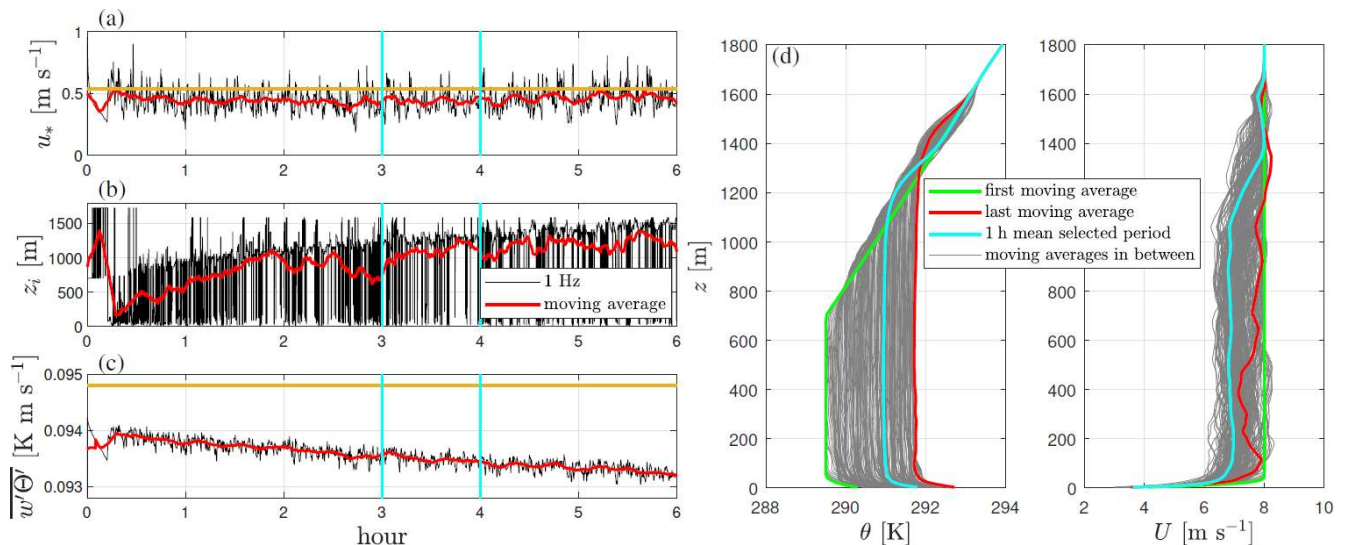 (a)
1
0.5
0
u* [m s−1]
0 1 2 3 4 5 6
(b)
1500
1000
500
0
zi [m]
1 Hz
moving average
0 1 2 3 4 5 6
(c)
0.095
0.094
0.093
w′Θ′ [K m s−1]
0 1 2 3 4 5 6
hour
(d)
1800
1600
1400
1200
1000
800
600
400
200
0
z [m]
288 290 292 294
θ [K]
first moving average
last moving average
1 h mean selected period
moving averages in between
1800
1600
1400
1200
1000
800
600
400
200
0
2 4 6 8 10
U [m s−1]